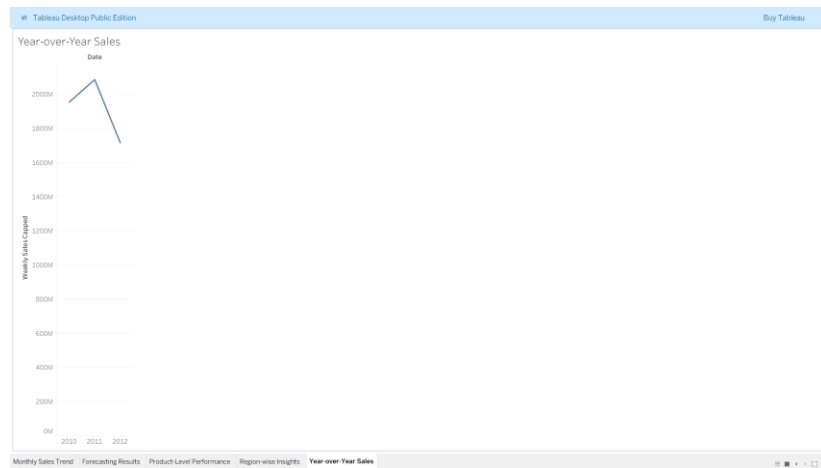 Tableau Desktop Public Edition Buy Tableau
Year-over-Year Sales
Date
2000M
1800M
1600M
1400M
1200M
1000M
800M
600M
400M
200M
0M
Weekly Sales Capped
2010 2011 2012
Monthly Sales Trend Forecasting Results Product-Level Performance Region-wise Insights Year-over-Year Sales